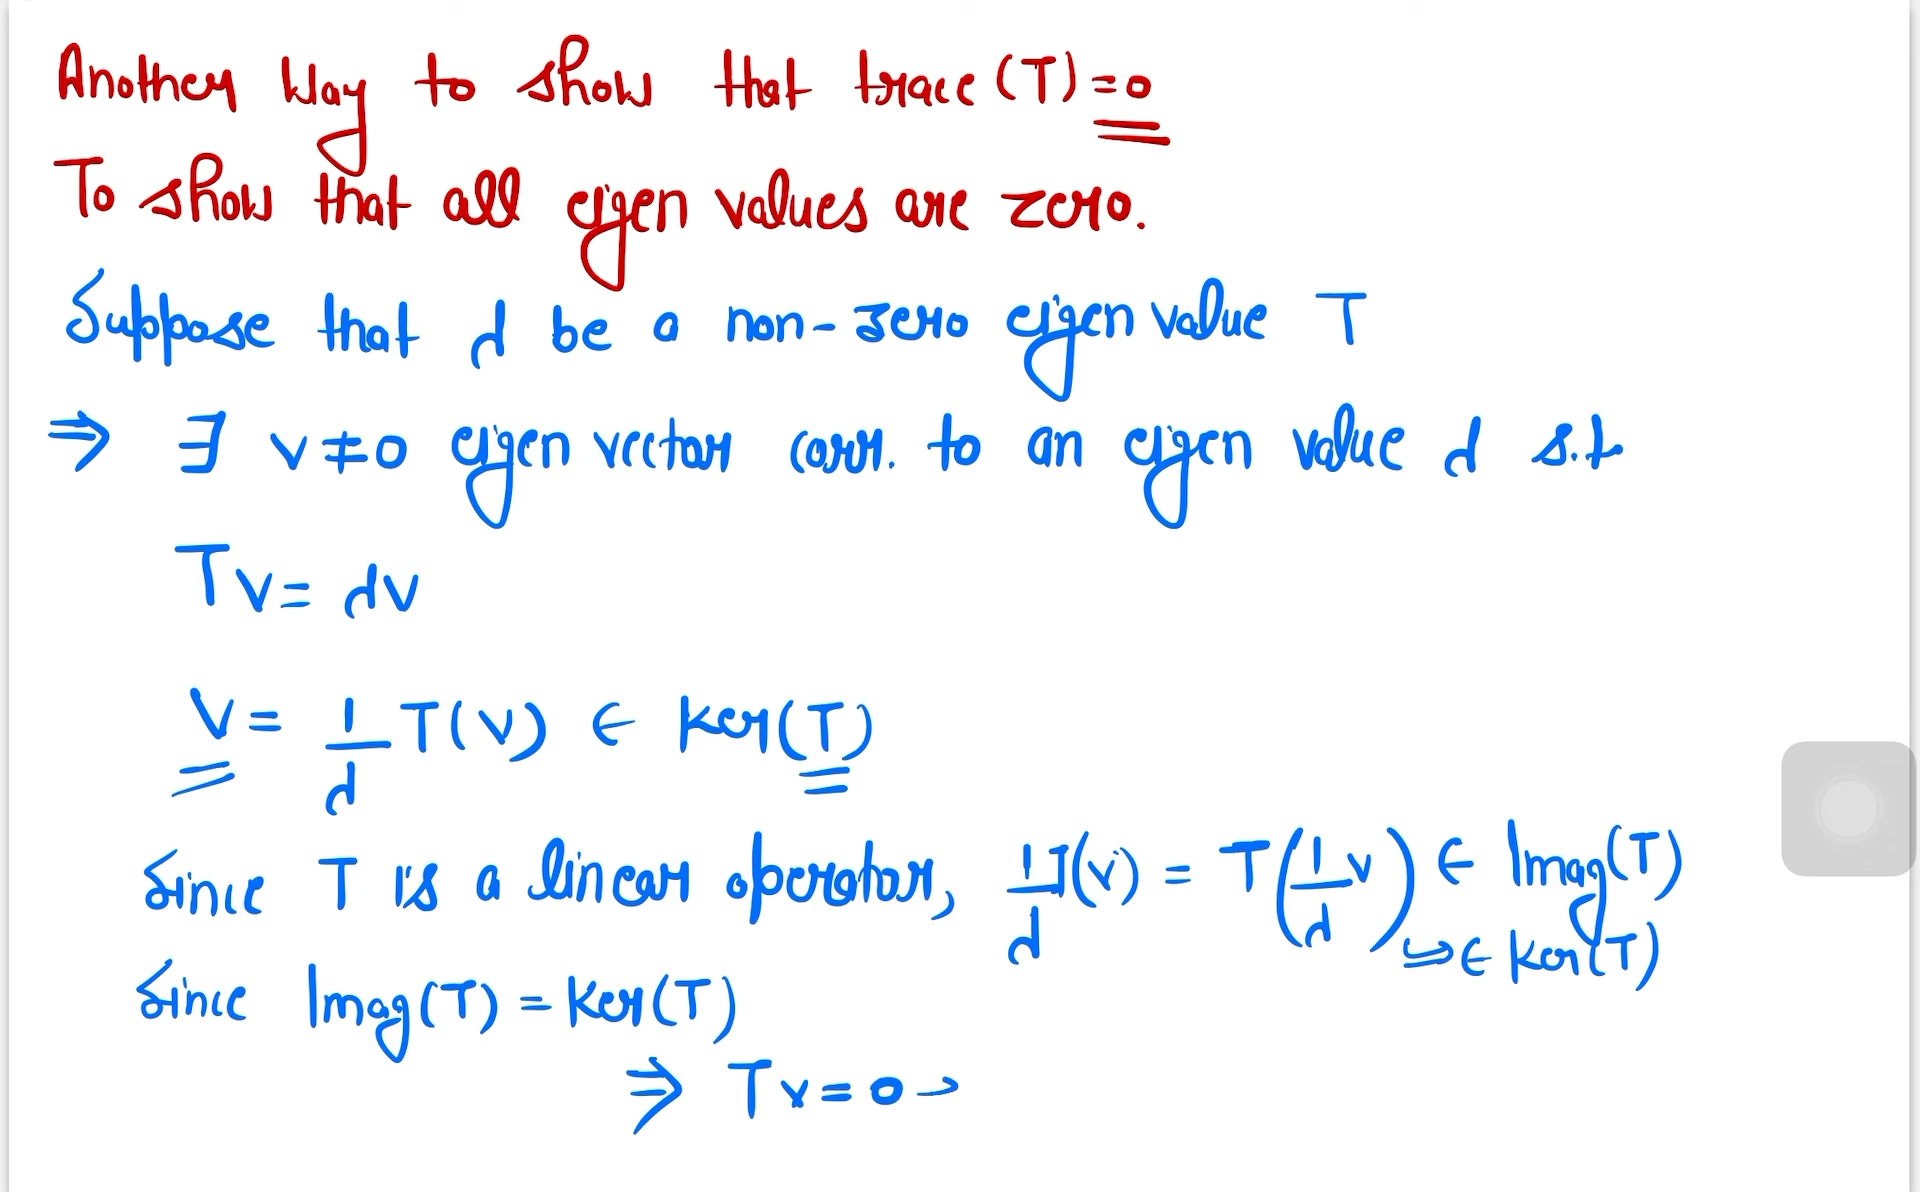 Another Way to show that trace (T) = 0
To show that all eigen values are zero.
Suppose that d be a non-zero eigen value T
⇒ ∃ v ≠ 0 eigen vector corr. to an eigen value d s.t
Tv = dv
v = 1/d T(v) ∈ Ker(T)
Since T is a linear operator, 1/d T(v) = T(1/d v) ∈ Imag(T)
↪ ∈ Ker(T)
Since Imag(T) = Ker(T)
⇒ Tv = 0 →